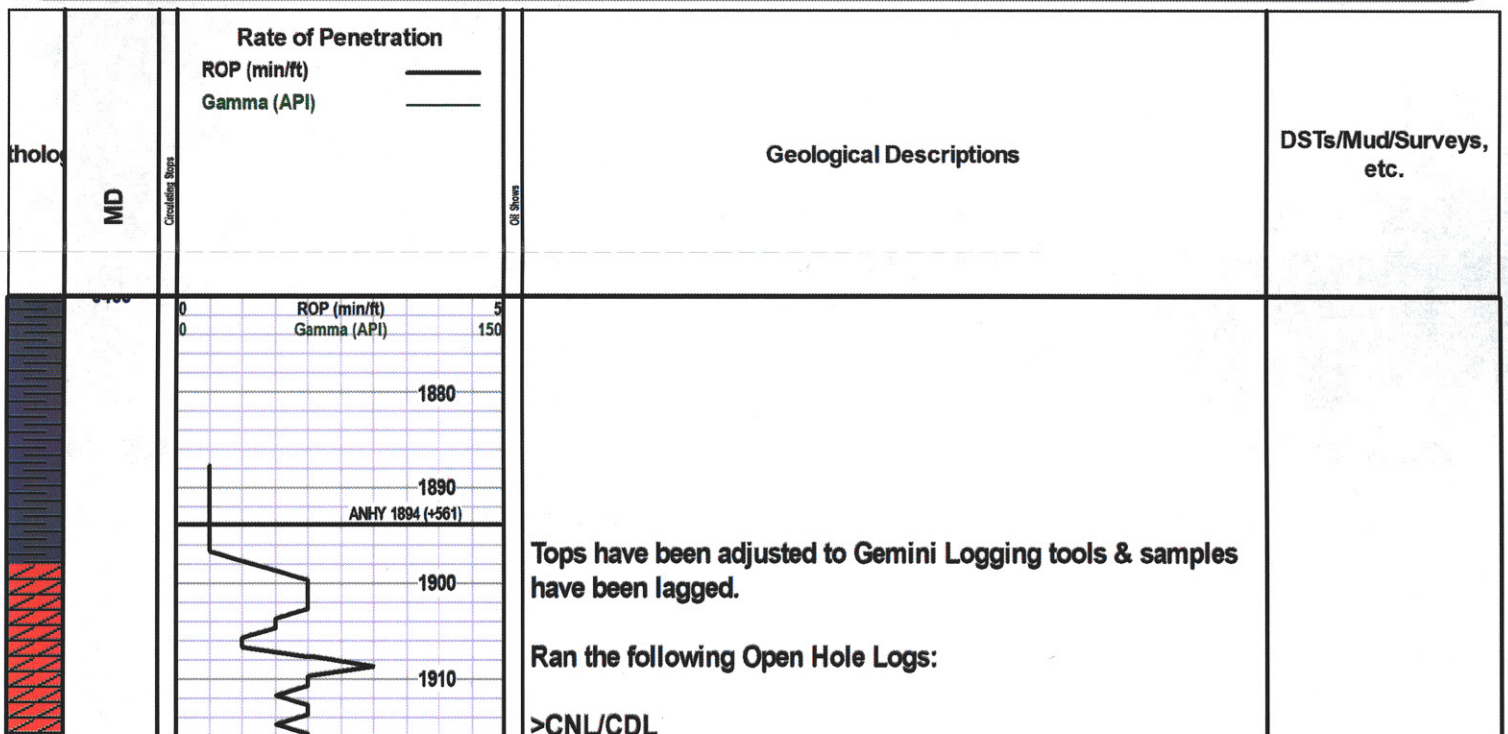 Rate of Penetration
ROP (min/ft)
Gamma (API)
tholog
MD
Circulating Stops
Oil Shows
Geological Descriptions
DSTs/Mud/Surveys,
etc.
0 ROP (min/ft) 5
0 Gamma (API) 150
1880
1890
ANHY 1894 (+561)
1900
1910
Tops have been adjusted to Gemini Logging tools & samples
have been lagged.
Ran the following Open Hole Logs:
>CNL/CDL